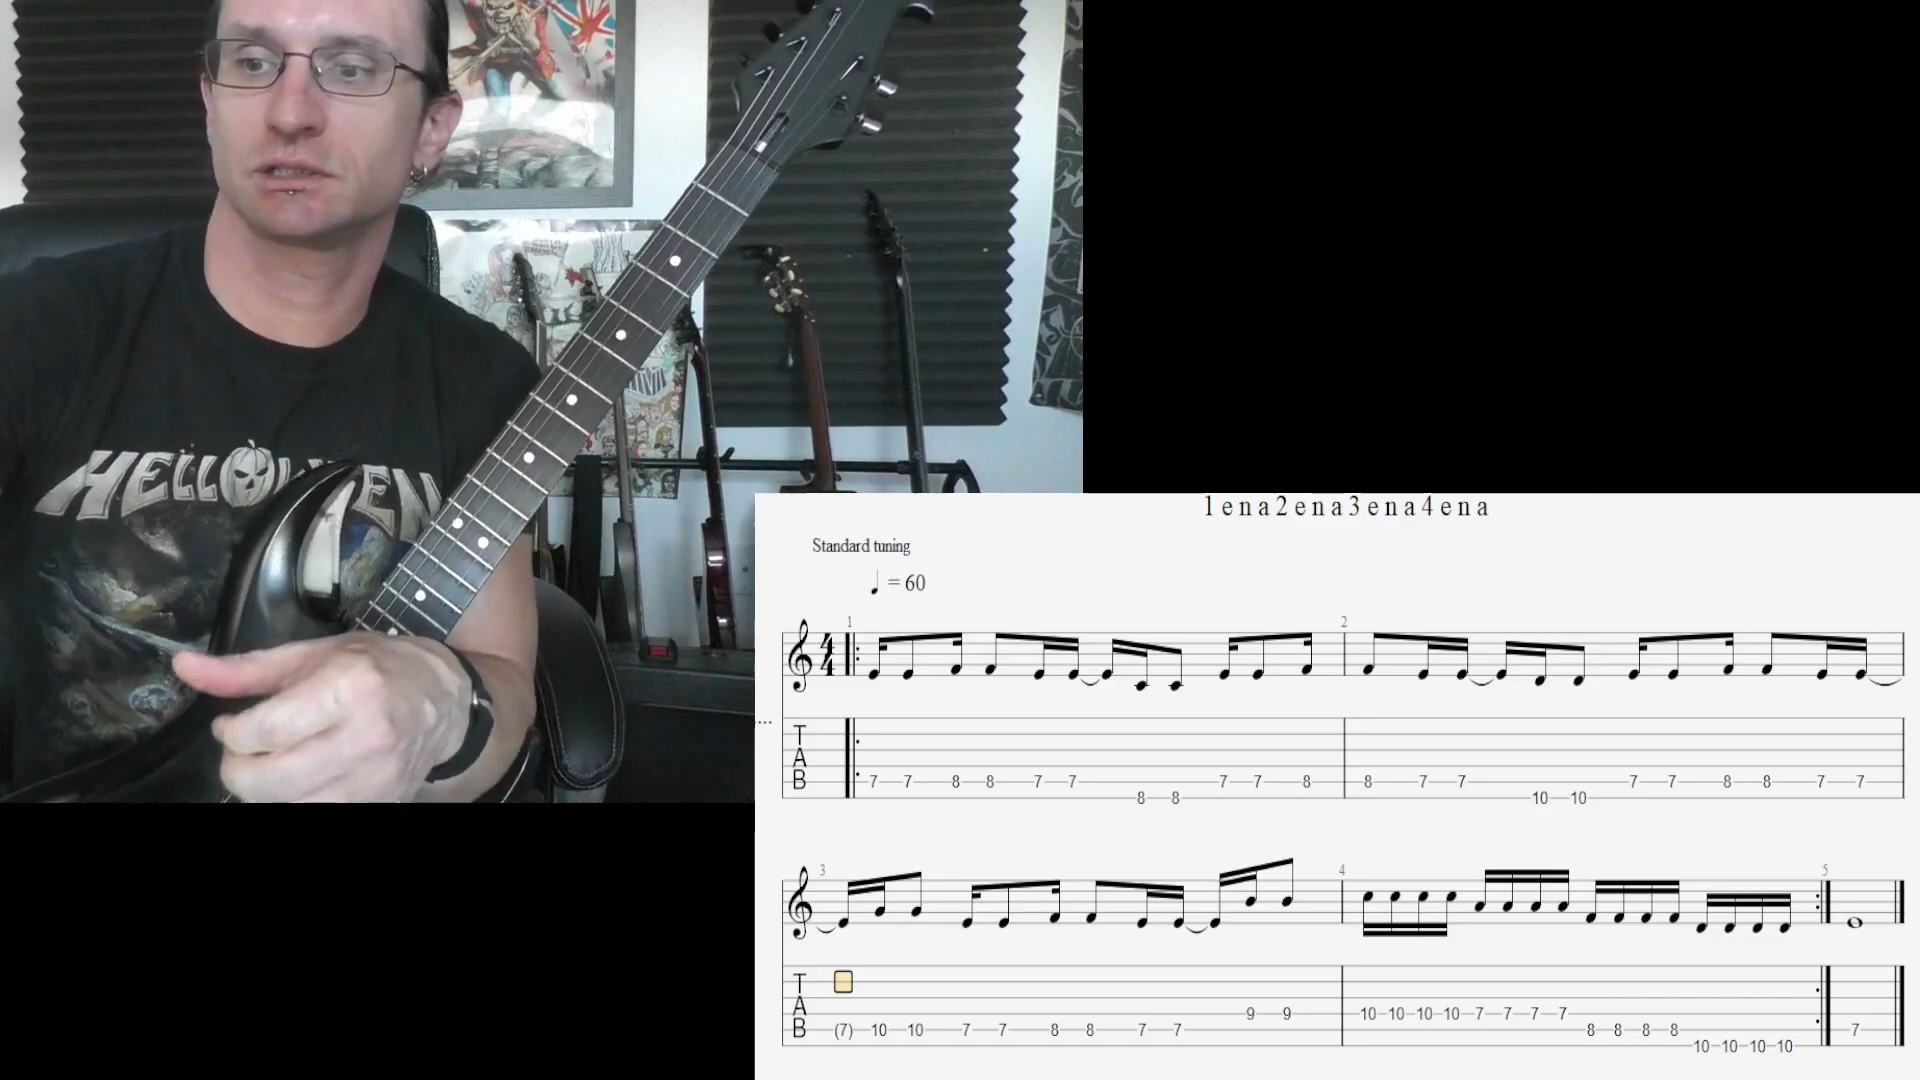 HELLOWEEN
1 e n a 2 e n a 3 e n a 4 e n a
Standard tuning
= 60
1
2
4
4
T
A
B
7 7 8 8 7 7 8 8 7 7 8
8 7 7 10 10 7 7 8 8 7 7
3
4
5
T
A
B
(7) 10 10 7 7 8 8 7 7 9 9
10 10 10 10 7 7 7 7 8 8 8 8 10 10 10 10
7